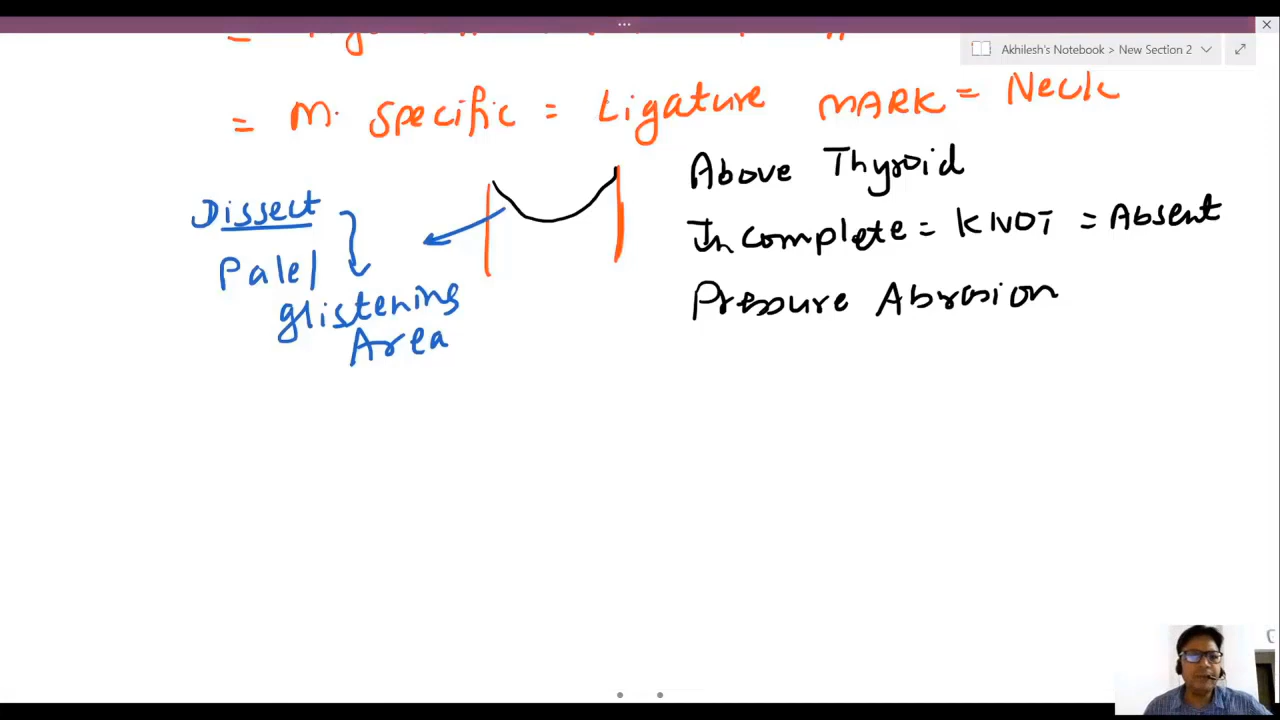 Akhilesh's Notebook > New Section 2
= M. Specific = Ligature MARK = Neck
Above Thyroid
Incomplete = KNOT = Absent
Pressure Abrasion
Dissect
Pale/
glistening
Area